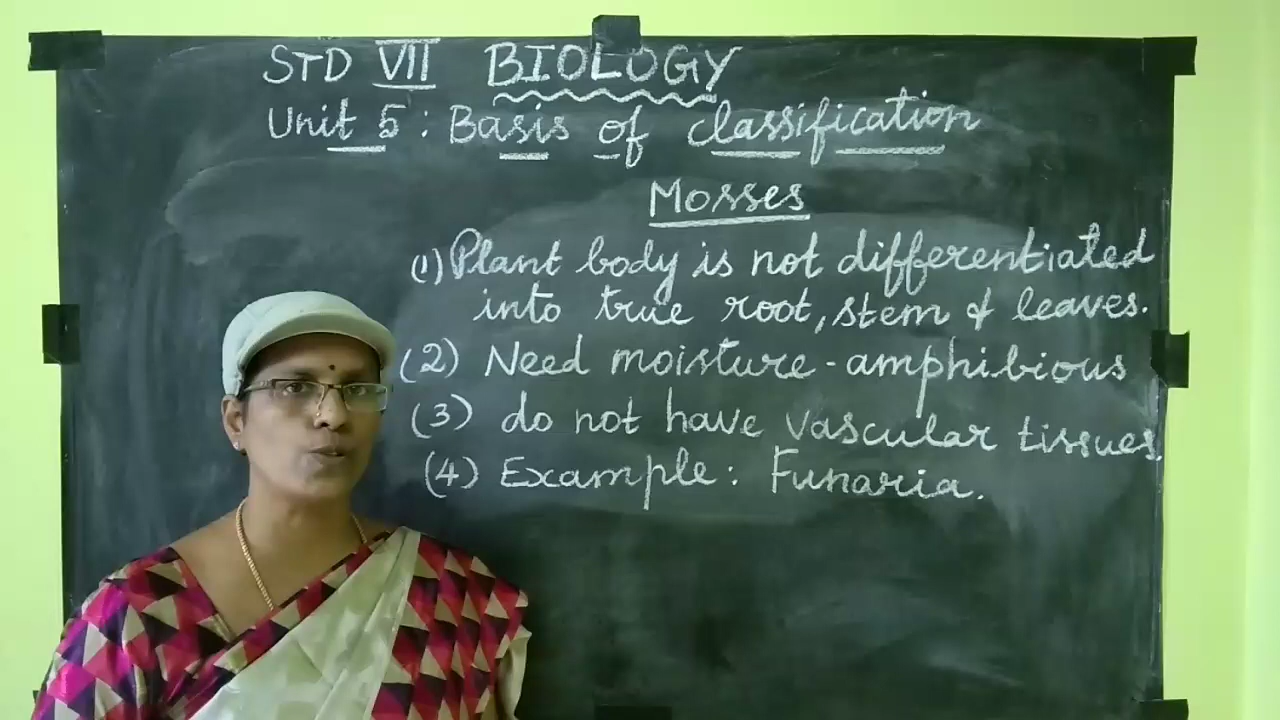 STD VII BIOLOGY
Unit 5 : Basis of classification
Mosses
(1) Plant body is not differentiated
into true root, stem & leaves.
(2) Need moisture - amphibious
(3) do not have vascular tissues.
(4) Example : Funaria.